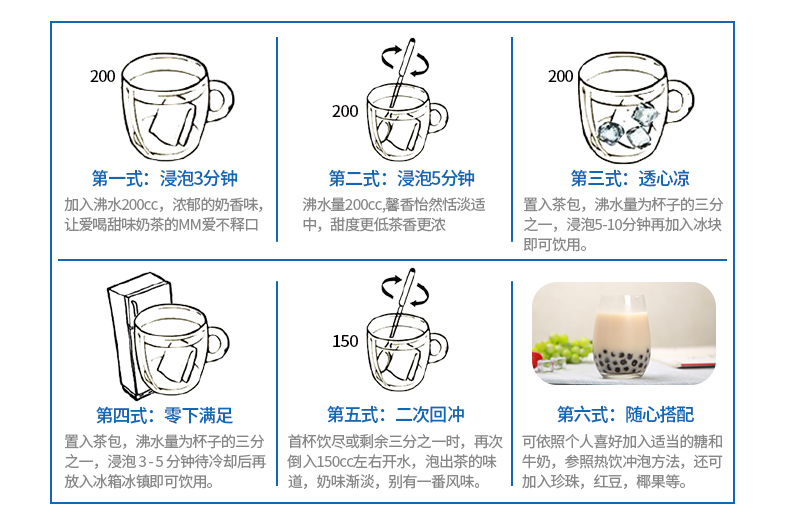 200
第一式：浸泡3分钟
加入沸水200cc，浓郁的奶香味，
让爱喝甜味奶茶的MM爱不释口
200
第二式：浸泡5分钟
沸水量200cc,馨香怡然恬淡适
中，甜度更低茶香更浓
200
第三式：透心凉
置入茶包，沸水量为杯子的三分
之一，浸泡5-10分钟再加入冰块
即可饮用。
第四式：零下满足
置入茶包，沸水量为杯子的三分
之一，浸泡 3 - 5 分钟待冷却后再
放入冰箱冰镇即可饮用。
150
第五式：二次回冲
首杯饮尽或剩余三分之一时，再次
倒入150cc左右开水，泡出茶的味
道，奶味渐淡，别有一番风味。
第六式：随心搭配
可依照个人喜好加入适当的糖和
牛奶，参照热饮冲泡方法，还可
加入珍珠，红豆，椰果等。